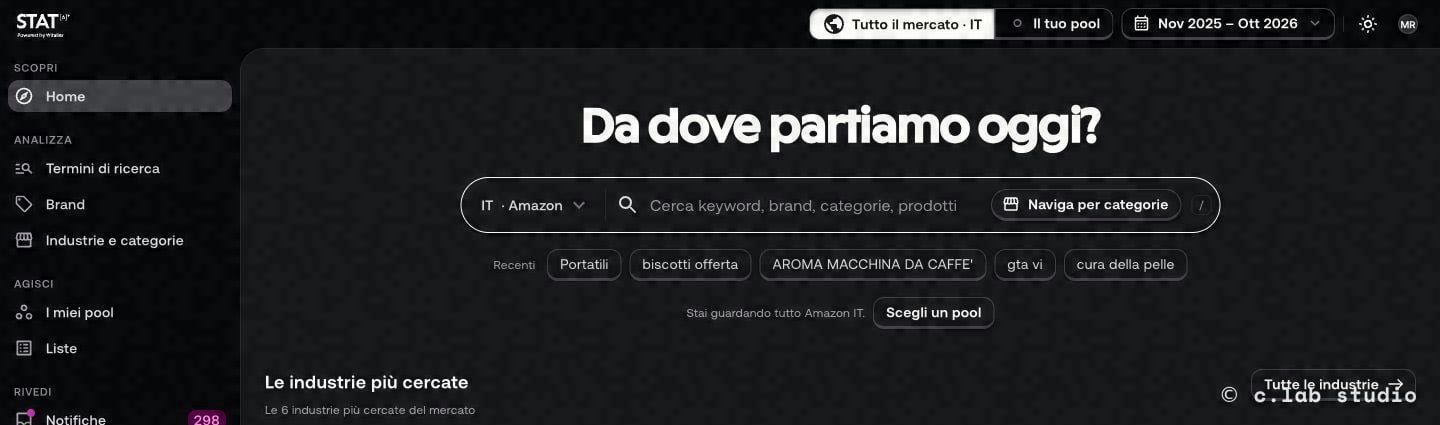 STAT(A)*
Powered by Witailer
Tutto il mercato · IT
Il tuo pool
Nov 2025 – Ott 2026
MR
SCOPRI
Home
ANALIZZA
Termini di ricerca
Brand
Industrie e categorie
AGISCI
I miei pool
Liste
RIVEDI
Notifiche
298
Da dove partiamo oggi?
IT · Amazon
Cerca keyword, brand, categorie, prodotti
Naviga per categorie
/
Recenti
Portatili
biscotti offerta
AROMA MACCHINA DA CAFFE'
gta vi
cura della pelle
Stai guardando tutto Amazon IT.
Scegli un pool
Le industrie più cercate
Tutte le industrie →
Le 6 industrie più cercate del mercato
© c.lab studio